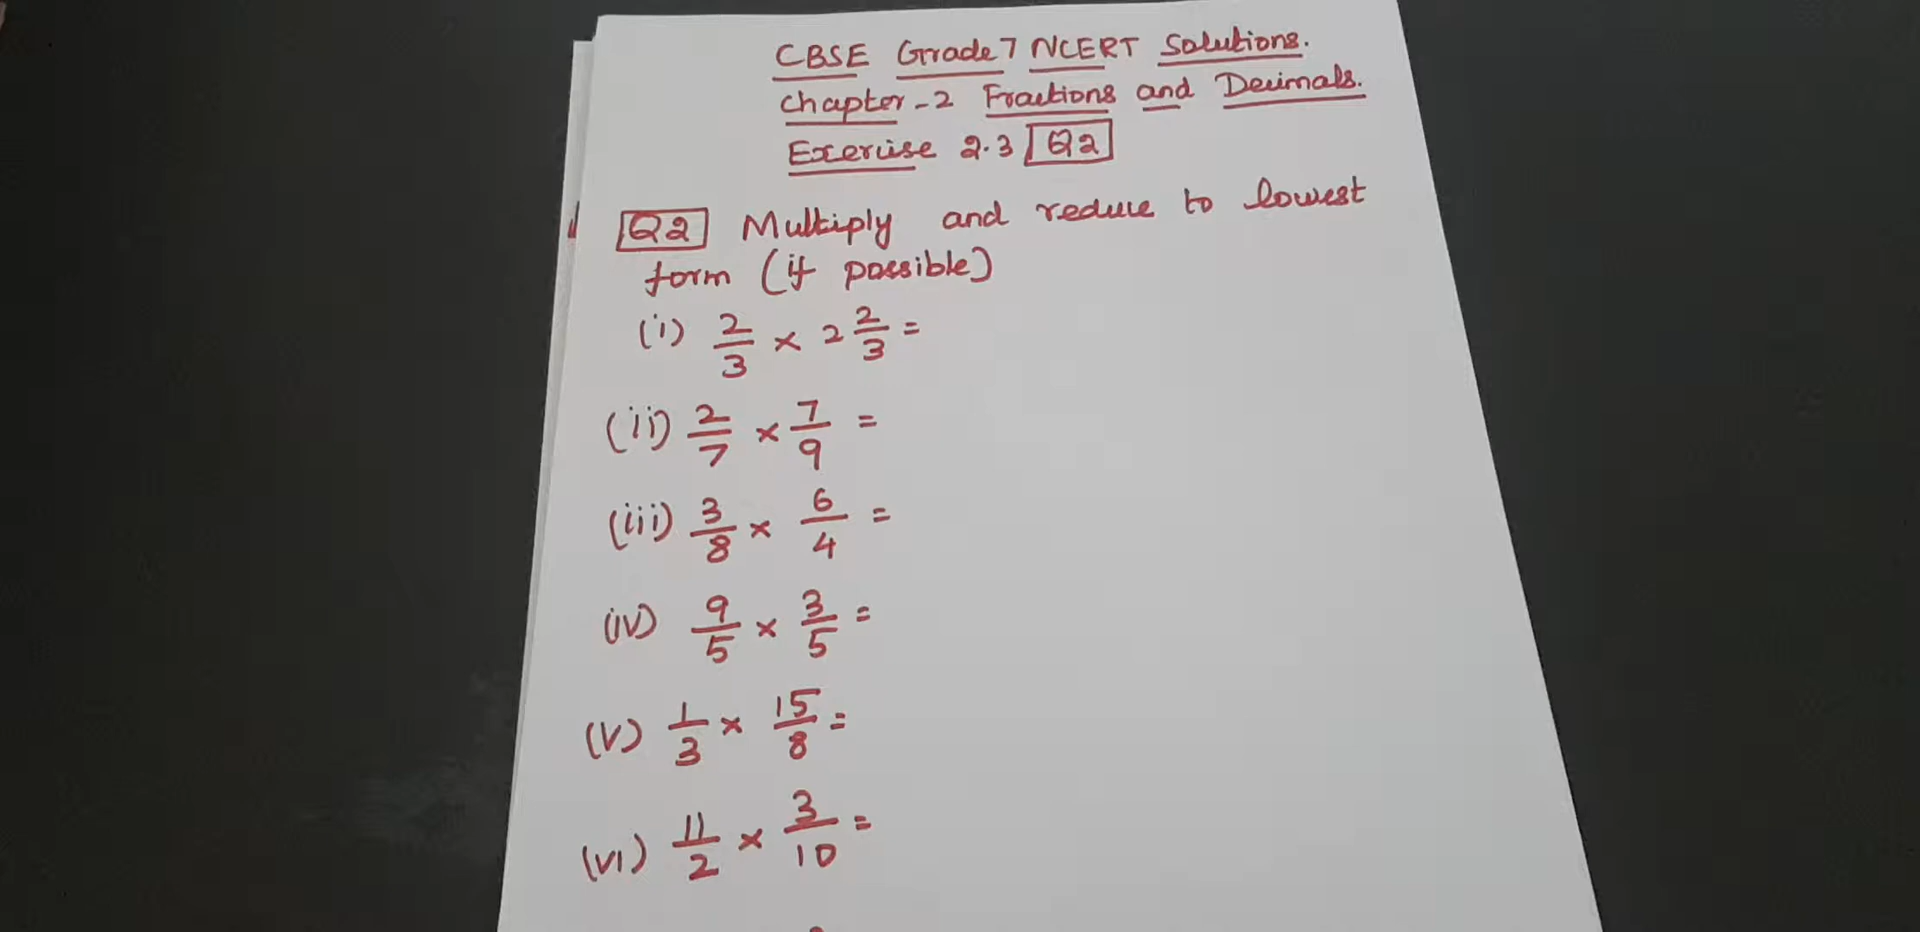 CBSE Grade 7 NCERT Solutions.
Chapter-2 Fractions and Decimals.
Exercise 2.3 Q2
Q2 Multiply and reduce to lowest
form (if possible)
(i) 2/3 × 2 2/3 =
(ii) 2/7 × 7/9 =
(iii) 3/8 × 6/4 =
(iv) 9/5 × 3/5 =
(v) 1/3 × 15/8 =
(vi) 11/2 × 3/10 =